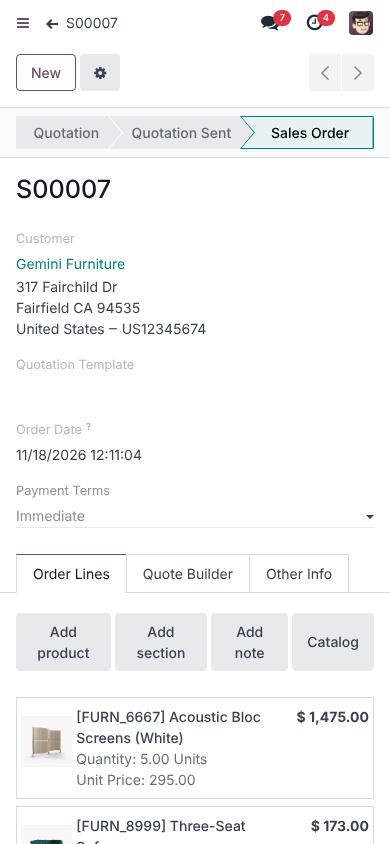 S00007
7
4
New
Quotation
Quotation Sent
Sales Order
S00007
Customer
Gemini Furniture
317 Fairchild Dr
Fairfield CA 94535
United States – US12345674
Quotation Template
Order Date ?
11/18/2026 12:11:04
Payment Terms
Immediate
Order Lines
Quote Builder
Other Info
Add
product
Add
section
Add
note
Catalog
[FURN_6667] Acoustic Bloc
Screens (White)
$ 1,475.00
Quantity: 5.00 Units
Unit Price: 295.00
[FURN_8999] Three-Seat
$ 173.00